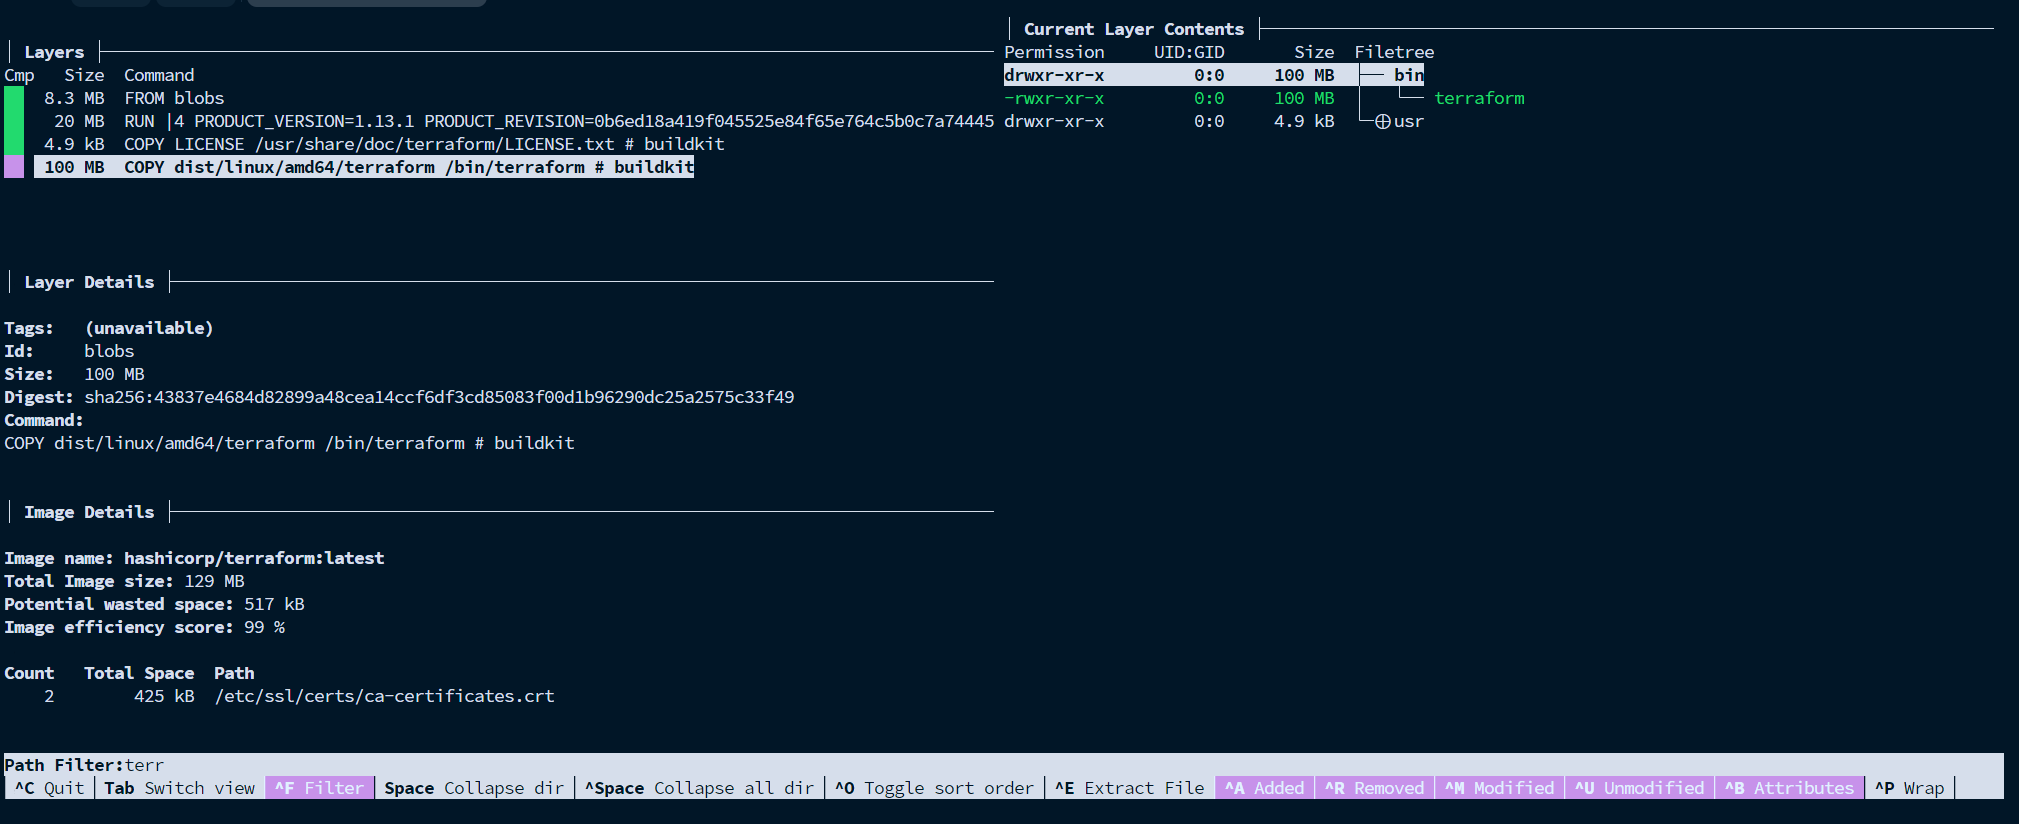 Layers
Cmp Size Command
8.3 MB FROM blobs
20 MB RUN |4 PRODUCT_VERSION=1.13.1 PRODUCT_REVISION=0b6ed18a419f045525e84f65e764c5b0c7a74445
4.9 kB COPY LICENSE /usr/share/doc/terraform/LICENSE.txt # buildkit
100 MB COPY dist/linux/amd64/terraform /bin/terraform # buildkit
Layer Details
Tags: (unavailable)
Id: blobs
Size: 100 MB
Digest: sha256:43837e4684d82899a48cea14ccf6df3cd85083f00d1b96290dc25a2575c33f49
Command:
COPY dist/linux/amd64/terraform /bin/terraform # buildkit
Image Details
Image name: hashicorp/terraform:latest
Total Image size: 129 MB
Potential wasted space: 517 kB
Image efficiency score: 99 %
Count Total Space Path
2 425 kB /etc/ssl/certs/ca-certificates.crt
Current Layer Contents
Permission UID:GID Size Filetree
drwxr-xr-x 0:0 100 MB ├── bin
-rwxr-xr-x 0:0 100 MB │   └── terraform
drwxr-xr-x 0:0 4.9 kB └─⊕ usr
Path Filter:terr
^C Quit Tab Switch view ^F Filter Space Collapse dir ^Space Collapse all dir ^O Toggle sort order ^E Extract File ^A Added ^R Removed ^M Modified ^U Unmodified ^B Attributes ^P Wrap